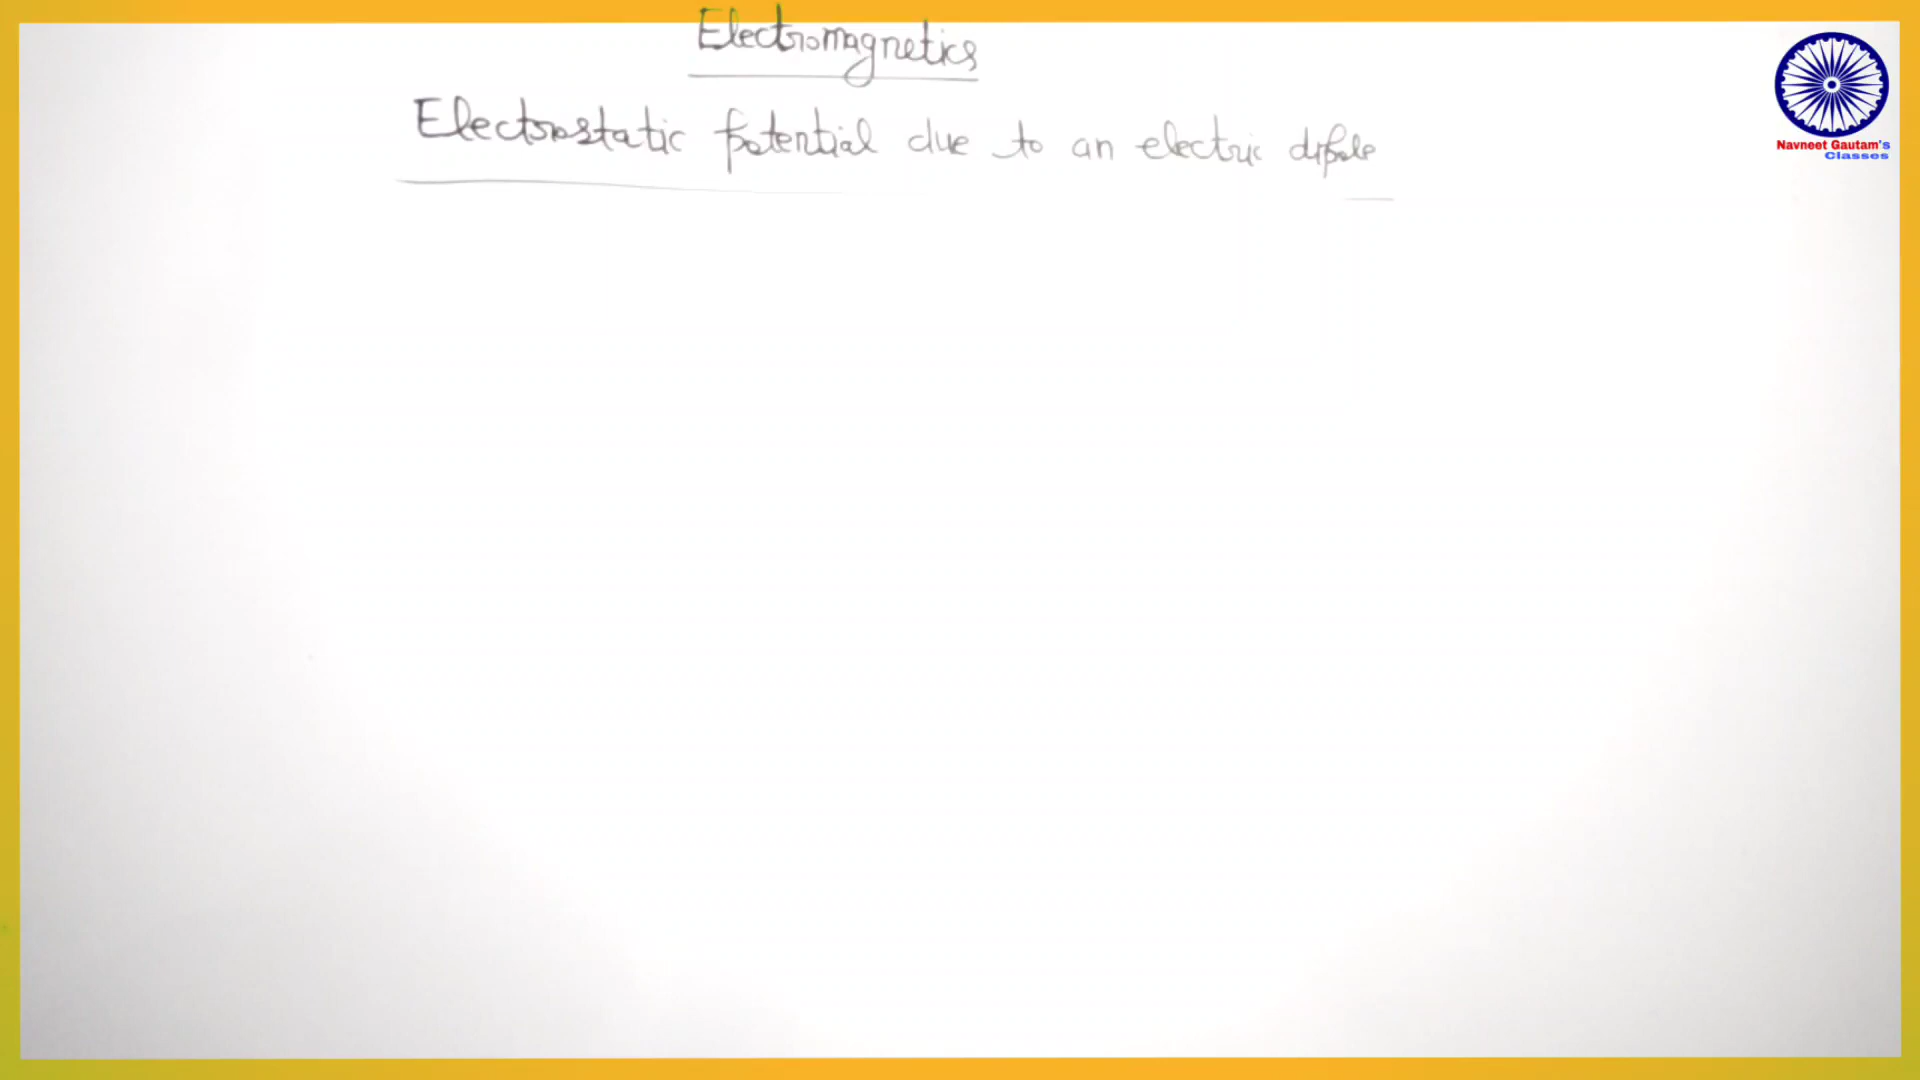 Electromagnetics
Electrostatic potential due to an electric dipole
Navneet Gautam's
Classes